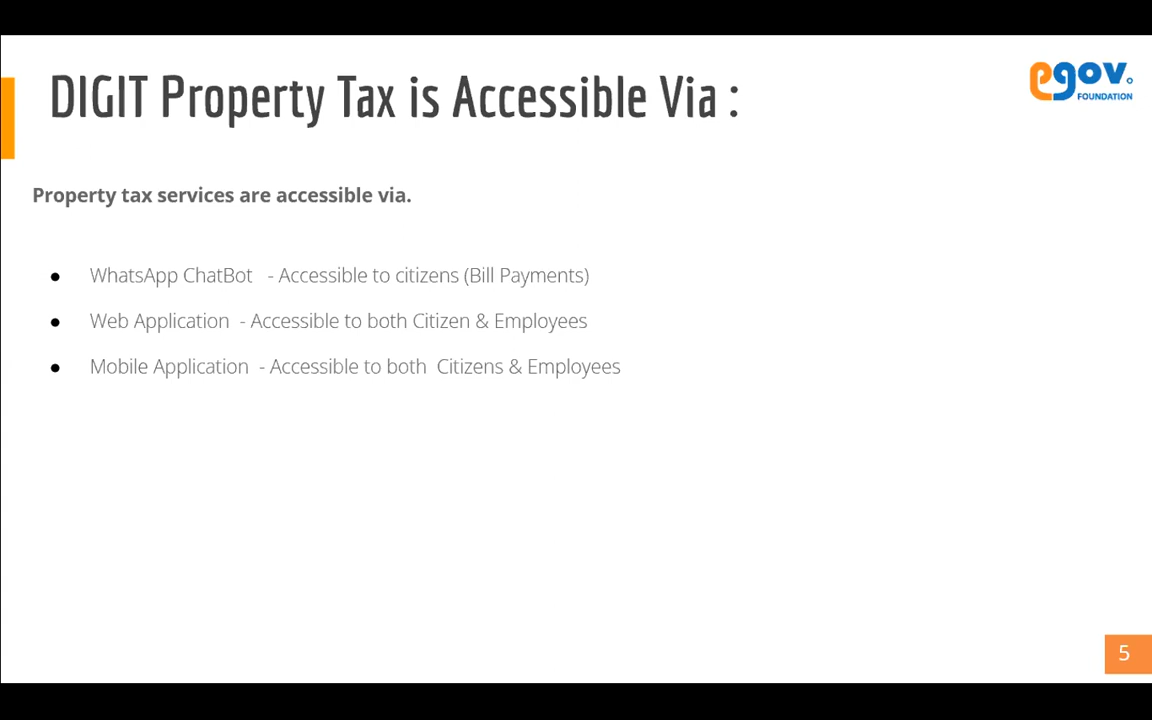 DIGIT Property Tax is Accessible Via :
egov.
FOUNDATION
Property tax services are accessible via.
● WhatsApp ChatBot - Accessible to citizens (Bill Payments)
● Web Application - Accessible to both Citizen & Employees
● Mobile Application - Accessible to both Citizens & Employees
5